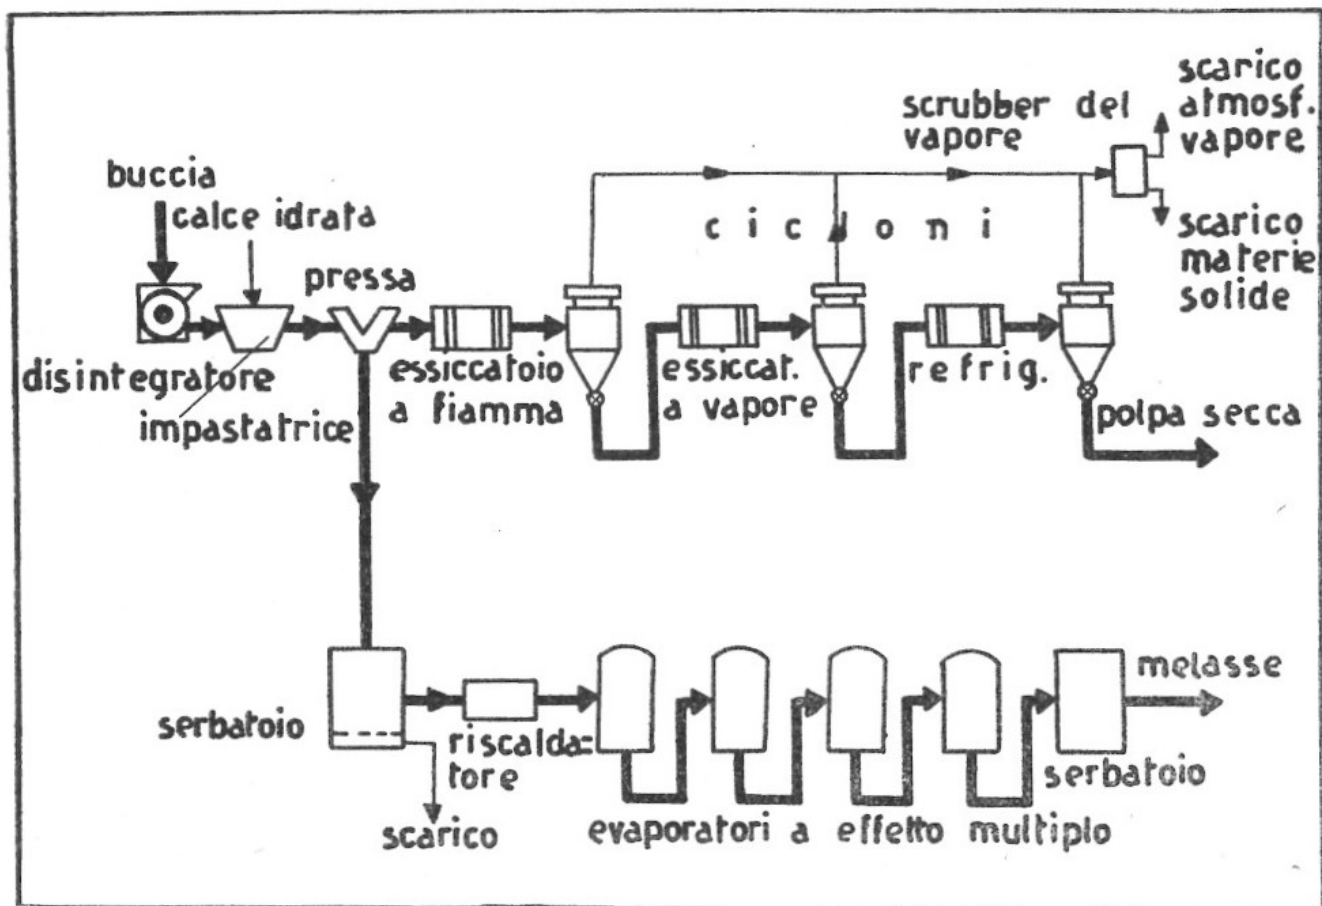 scarico
atmosf.
vapore
scrubber del
vapore
buccia
calce idrata
cicloni
scarico
materie
solide
pressa
disintegratore
impastatrice
essiccatoio
a fiamma
essiccat.
a vapore
refrig.
polpa secca
melasse
serbatoio
riscalda=
tore
serbatoio
scarico
evaporatori a effetto multiplo